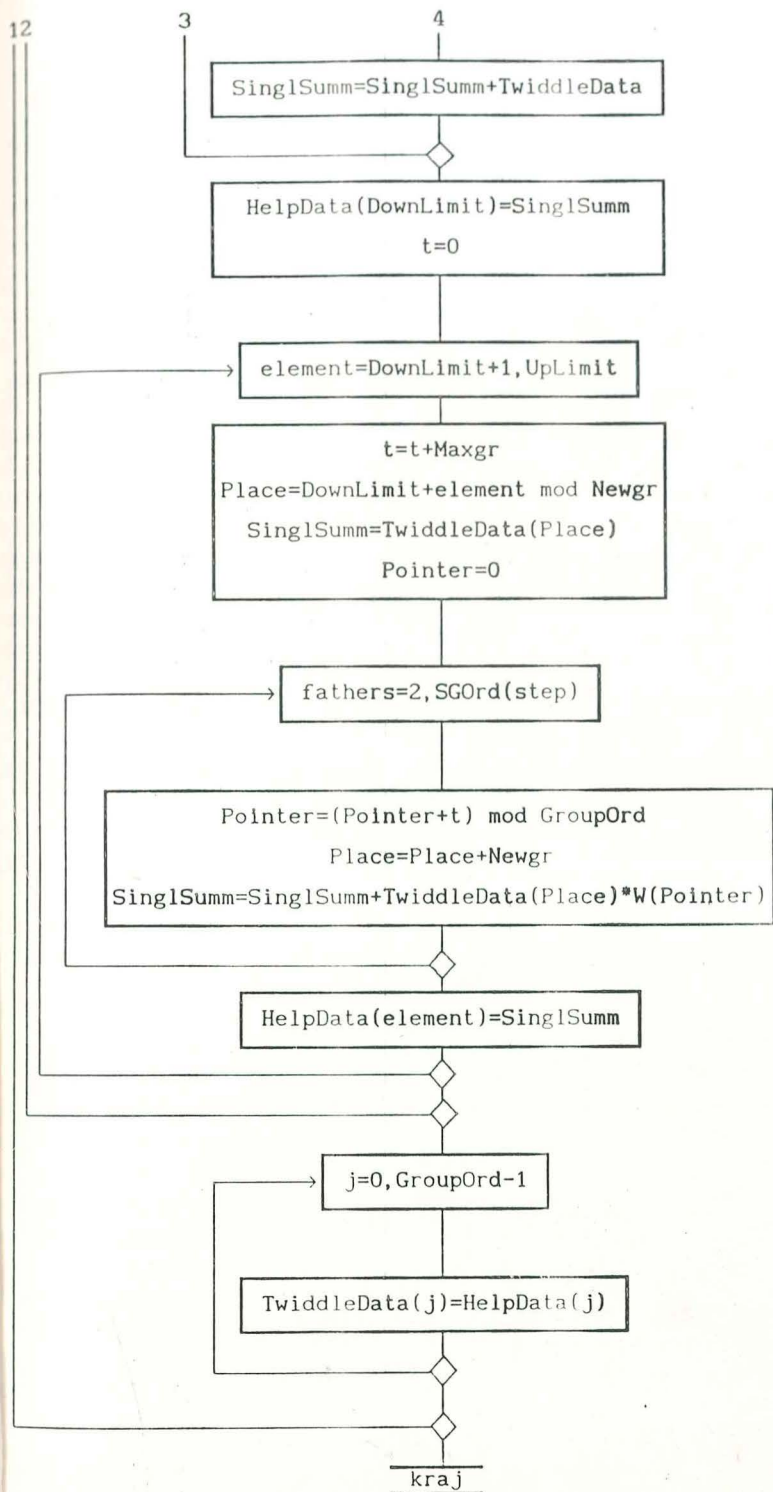 12 3 4
SinglSumm=SinglSumm+TwiddleData
HelpData(DownLimit)=SinglSumm
t=0
element=DownLimit+1,UpLimit
t=t+Maxgr
Place=DownLimit+element mod Newgr
SinglSumm=TwiddleData(Place)
Pointer=0
fathers=2,SGOrd(step)
Pointer=(Pointer+t) mod GroupOrd
Place=Place+Newgr
SinglSumm=SinglSumm+TwiddleData(Place)*W(Pointer)
HelpData(element)=SinglSumm
j=0,GroupOrd-1
TwiddleData(j)=HelpData(j)
kraj